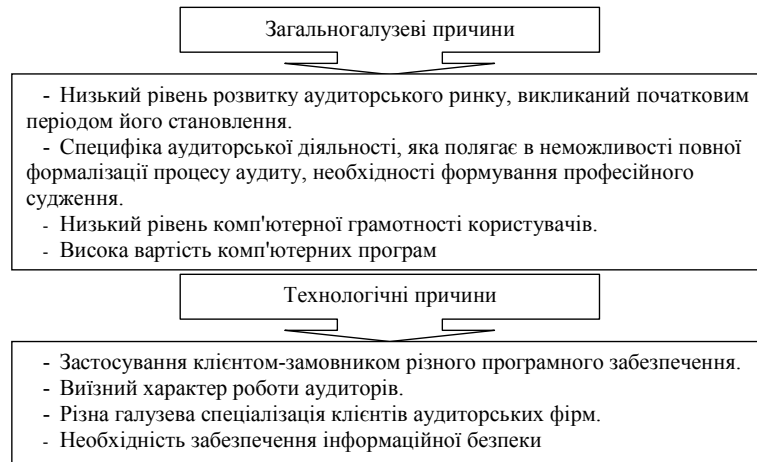 Загальногалузеві причини
- Низький рівень розвитку аудиторського ринку, викликаний початковим
періодом його становлення.
- Специфіка аудиторської діяльності, яка полягає в неможливості повної
формалізації процесу аудиту, необхідності формування професійного
судження.
- Низький рівень комп'ютерної грамотності користувачів.
- Висока вартість комп'ютерних програм
Технологічні причини
- Застосування клієнтом-замовником різного програмного забезпечення.
- Виїзний характер роботи аудиторів.
- Різна галузева спеціалізація клієнтів аудиторських фірм.
- Необхідність забезпечення інформаційної безпеки